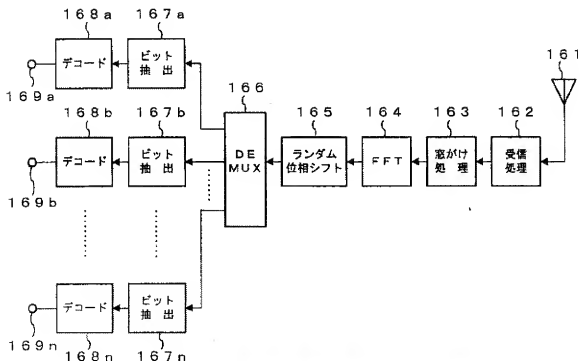 168a 167a
デコード
ビット
抽出
169a
166
161
168b 167b
165 164 163 162
デコード
ビット
抽出
DE
MUX
ランダム
位相シフト
FFT
窓がけ
処理
受信
処理
169b
デコード
ビット
抽出
169n
168n 167n